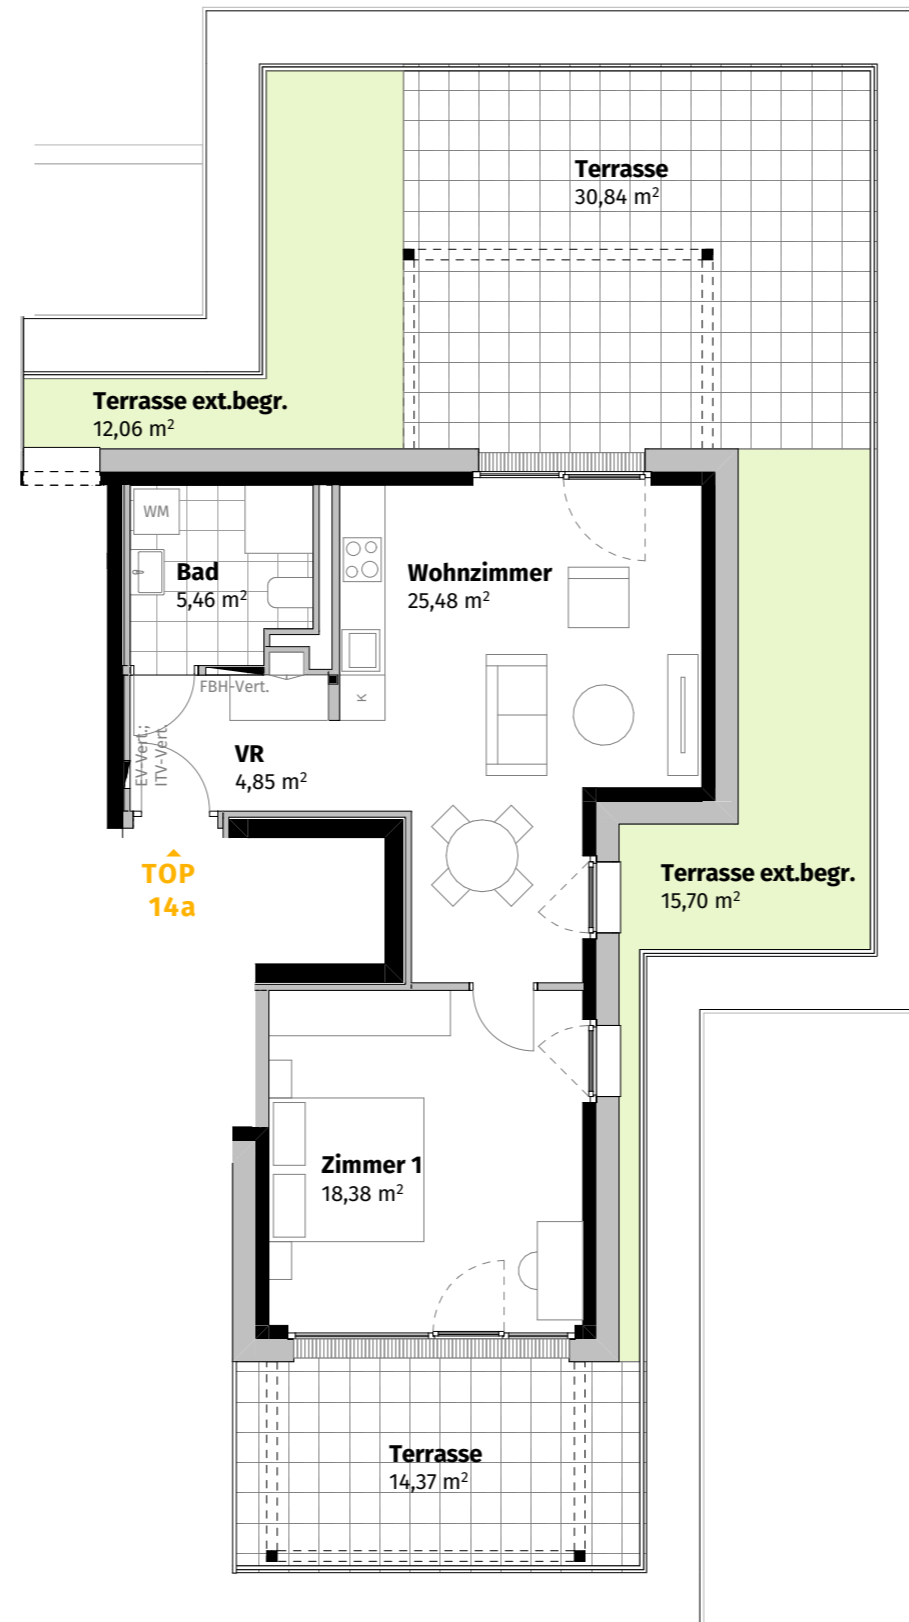 Terrasse
30,84 m²
Terrasse ext.begr.
12,06 m²
WM
Bad
5,46 m²
Wohnzimmer
25,48 m²
FBH-Vert.
K
EV-Vert.;
ITV-Vert.
VR
4,85 m²
TOP
14a
Terrasse ext.begr.
15,70 m²
Zimmer 1
18,38 m²
Terrasse
14,37 m²